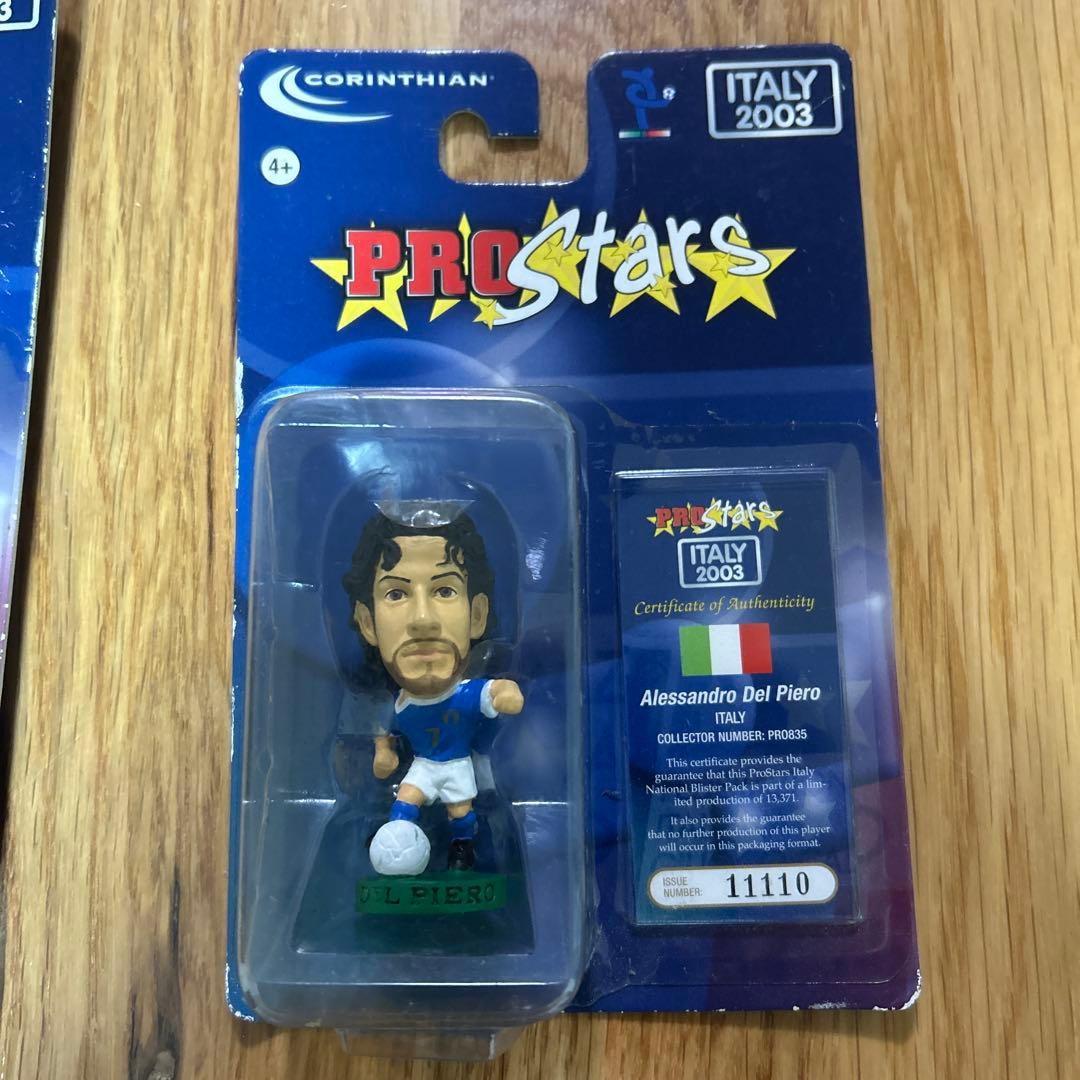 3
CORINTHIAN
ITALY
2003
4+
PROStars
PROStars
ITALY
2003
Certificate of Authenticity
Alessandro Del Piero
ITALY
COLLECTOR NUMBER: PRO835
This certificate provides the
guarantee that this ProStars Italy
National Blister Pack is part of a lim-
ited production of 13,371.
It also provides the guarantee
that no further production of this player
will occur in this packaging format.
ISSUE
NUMBER: 11110
7
DEL PIERO